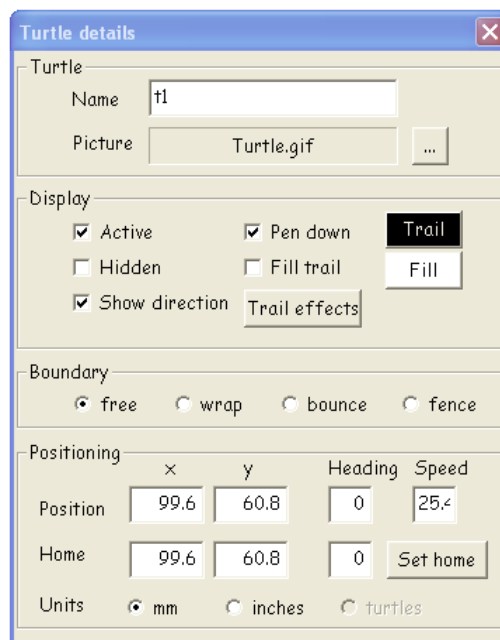 Turtle details
Turtle
Name t1
Picture Turtle.gif ...
Display
Active Pen down Trail
Hidden Fill trail Fill
Show direction Trail effects
Boundary
free wrap bounce fence
Positioning
x y Heading Speed
Position 99.6 60.8 0 25.4
Home 99.6 60.8 0 Set home
Units mm inches turtles